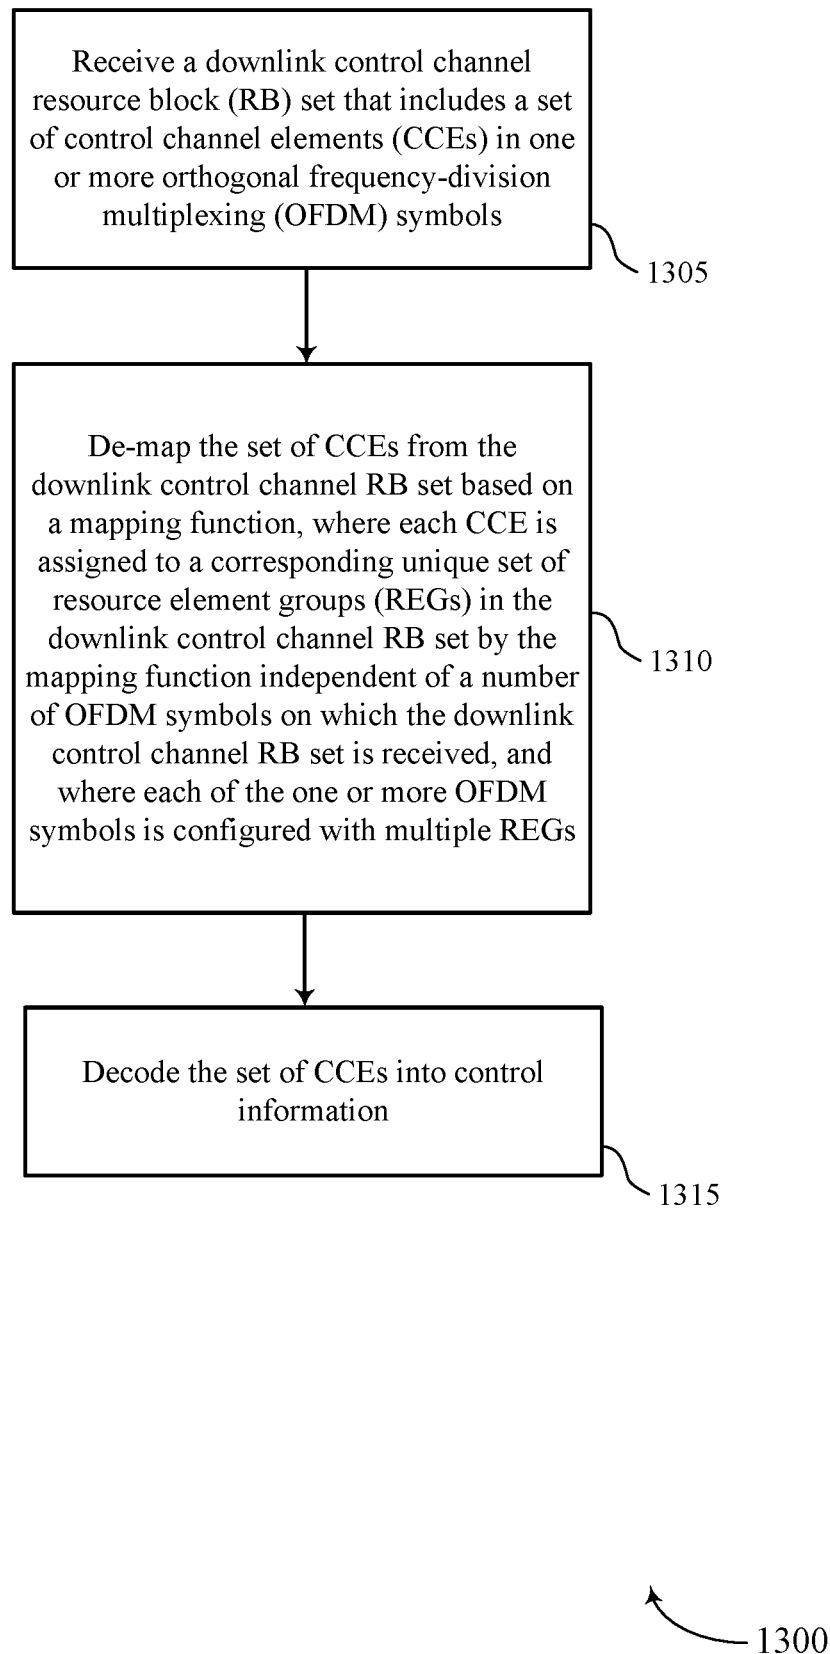 Receive a downlink control channel
resource block (RB) set that includes a set
of control channel elements (CCEs) in one
or more orthogonal frequency-division
multiplexing (OFDM) symbols
1305
De-map the set of CCEs from the
downlink control channel RB set based on
a mapping function, where each CCE is
assigned to a corresponding unique set of
resource element groups (REGs) in the
downlink control channel RB set by the
mapping function independent of a number
of OFDM symbols on which the downlink
control channel RB set is received, and
where each of the one or more OFDM
symbols is configured with multiple REGs
1310
Decode the set of CCEs into control
information
1315
1300